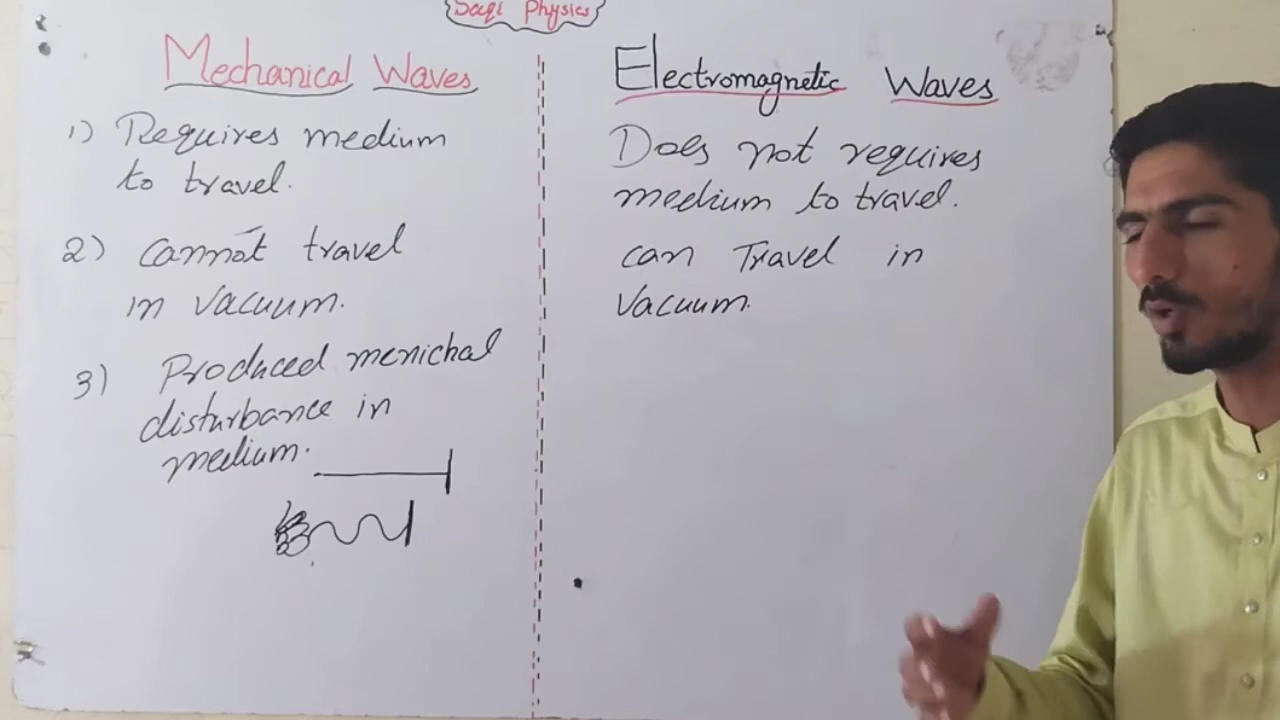 Saqi Physics
Mechanical Waves
1) Requires medium
to travel.
2) Cannot travel
in vacuum.
3) Produced menichal
disturbance in
medium.
Electromagnetic Waves
Does not requires
medium to travel.
can Travel in
Vacuum.